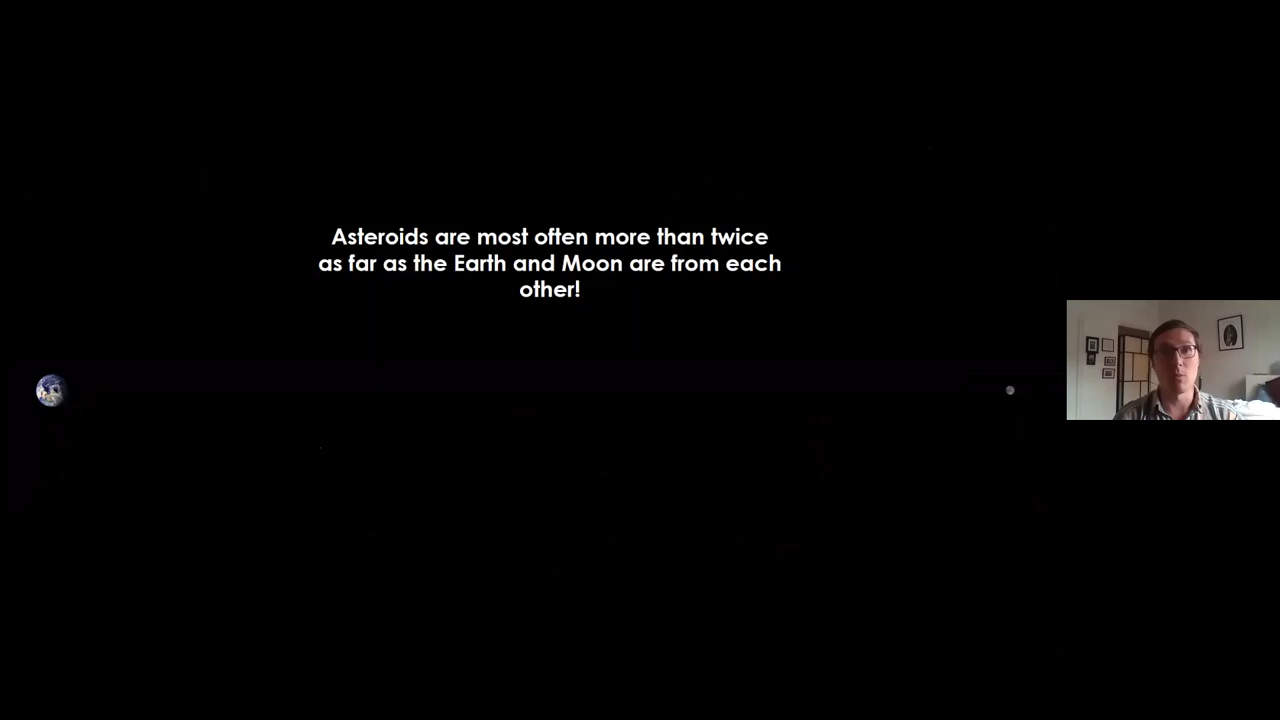 Asteroids are most often more than twice
as far as the Earth and Moon are from each
other!